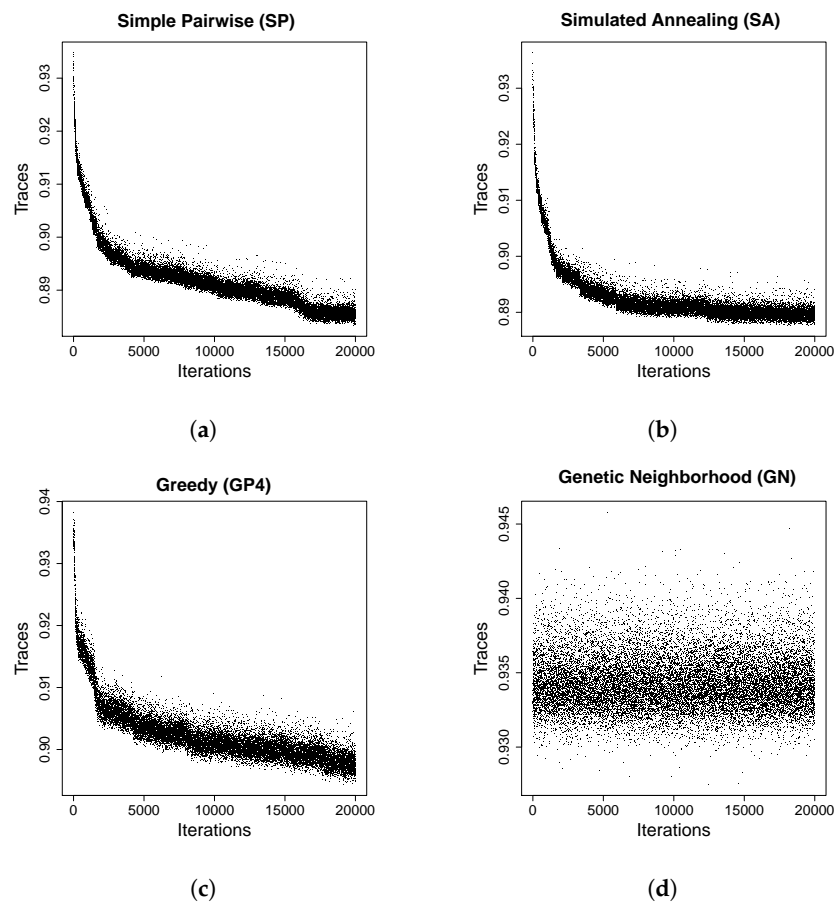 Simple Pairwise (SP)
Traces
0.93
0.92
0.91
0.90
0.89
0 5000 10000 15000 20000
Iterations
(a)
Simulated Annealing (SA)
Traces
0.93
0.92
0.91
0.90
0.89
0 5000 10000 15000 20000
Iterations
(b)
Greedy (GP4)
Traces
0.94
0.93
0.92
0.91
0.90
0 5000 10000 15000 20000
Iterations
(c)
Genetic Neighborhood (GN)
Traces
0.945
0.940
0.935
0.930
0 5000 10000 15000 20000
Iterations
(d)